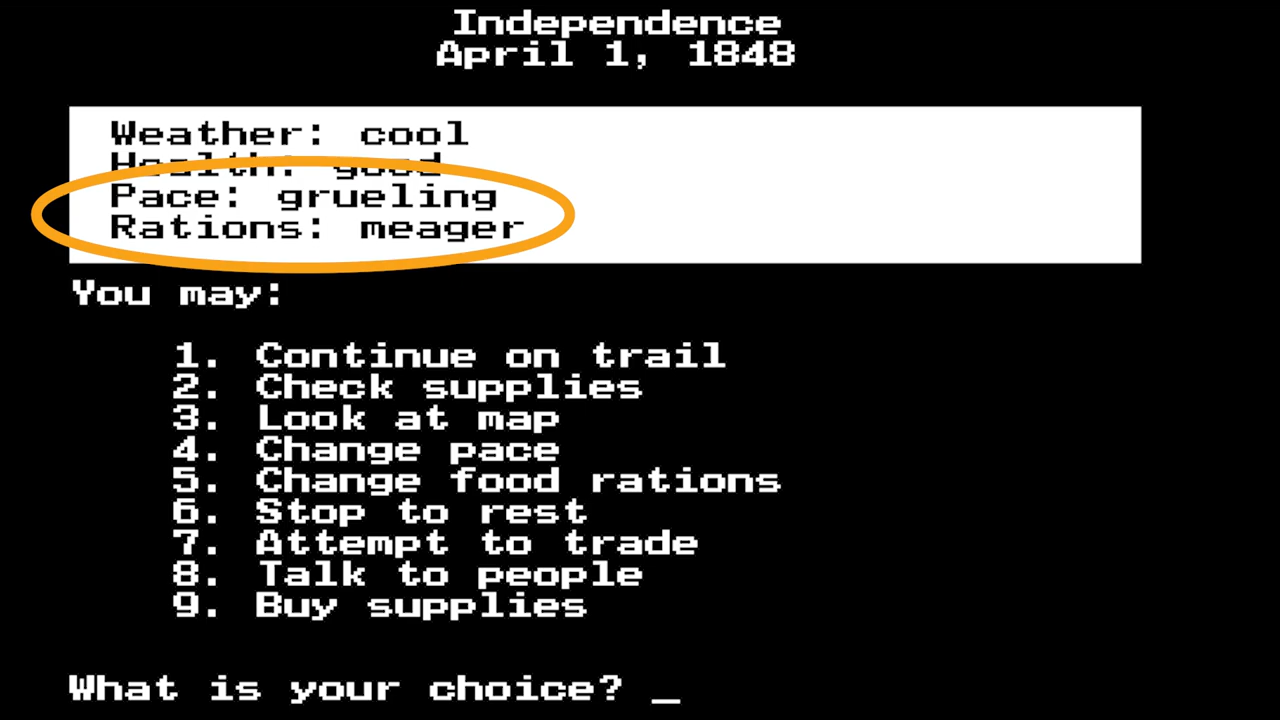 Independence
April 1, 1848
Weather: cool
Health: good
Pace: grueling
Rations: meager
You may:
1. Continue on trail
2. Check supplies
3. Look at map
4. Change pace
5. Change food rations
6. Stop to rest
7. Attempt to trade
8. Talk to people
9. Buy supplies
What is your choice? _